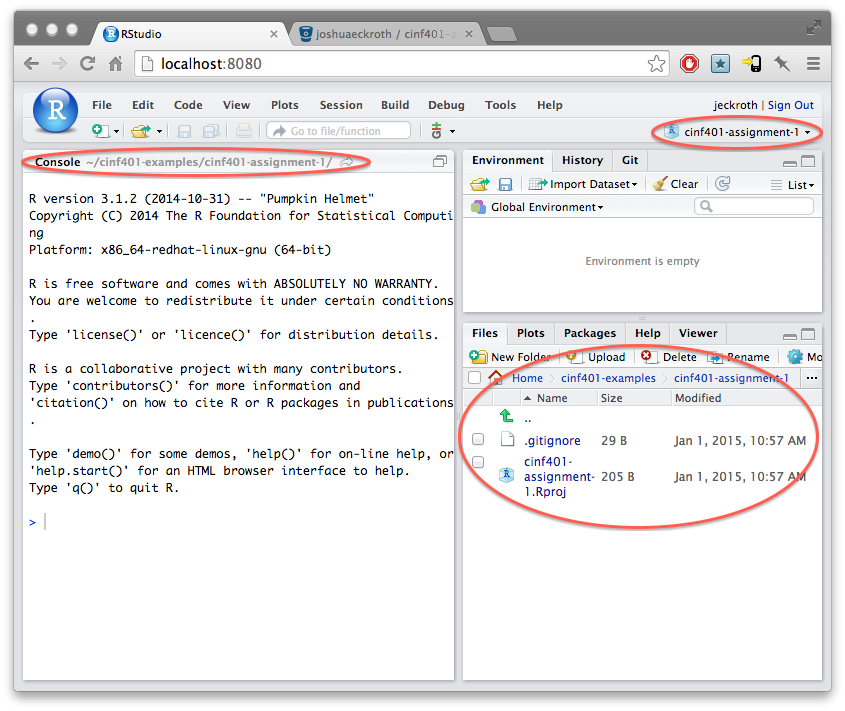 RStudio
joshuaeckroth / cinf401-a
localhost:8080
R
File Edit Code View Plots Session Build Debug Tools Help
jeckroth | Sign Out
Go to file/function
cinf401-assignment-1
Console ~/cinf401-examples/cinf401-assignment-1/
R version 3.1.2 (2014-10-31) -- "Pumpkin Helmet"
Copyright (C) 2014 The R Foundation for Statistical Computi
ng
Platform: x86_64-redhat-linux-gnu (64-bit)
R is free software and comes with ABSOLUTELY NO WARRANTY.
You are welcome to redistribute it under certain conditions
.
Type 'license()' or 'licence()' for distribution details.
R is a collaborative project with many contributors.
Type 'contributors()' for more information and
'citation()' on how to cite R or R packages in publications
.
Type 'demo()' for some demos, 'help()' for on-line help, or
'help.start()' for an HTML browser interface to help.
Type 'q()' to quit R.
>
Environment History Git
Import Dataset Clear List
Global Environment
Environment is empty
Files Plots Packages Help Viewer
New Folder Upload Delete Rename Mo
Home cinf401-examples cinf401-assignment-1 ...
Name Size Modified
..
.gitignore 29 B Jan 1, 2015, 10:57 AM
cinf401-
assignment- 205 B Jan 1, 2015, 10:57 AM
1.Rproj